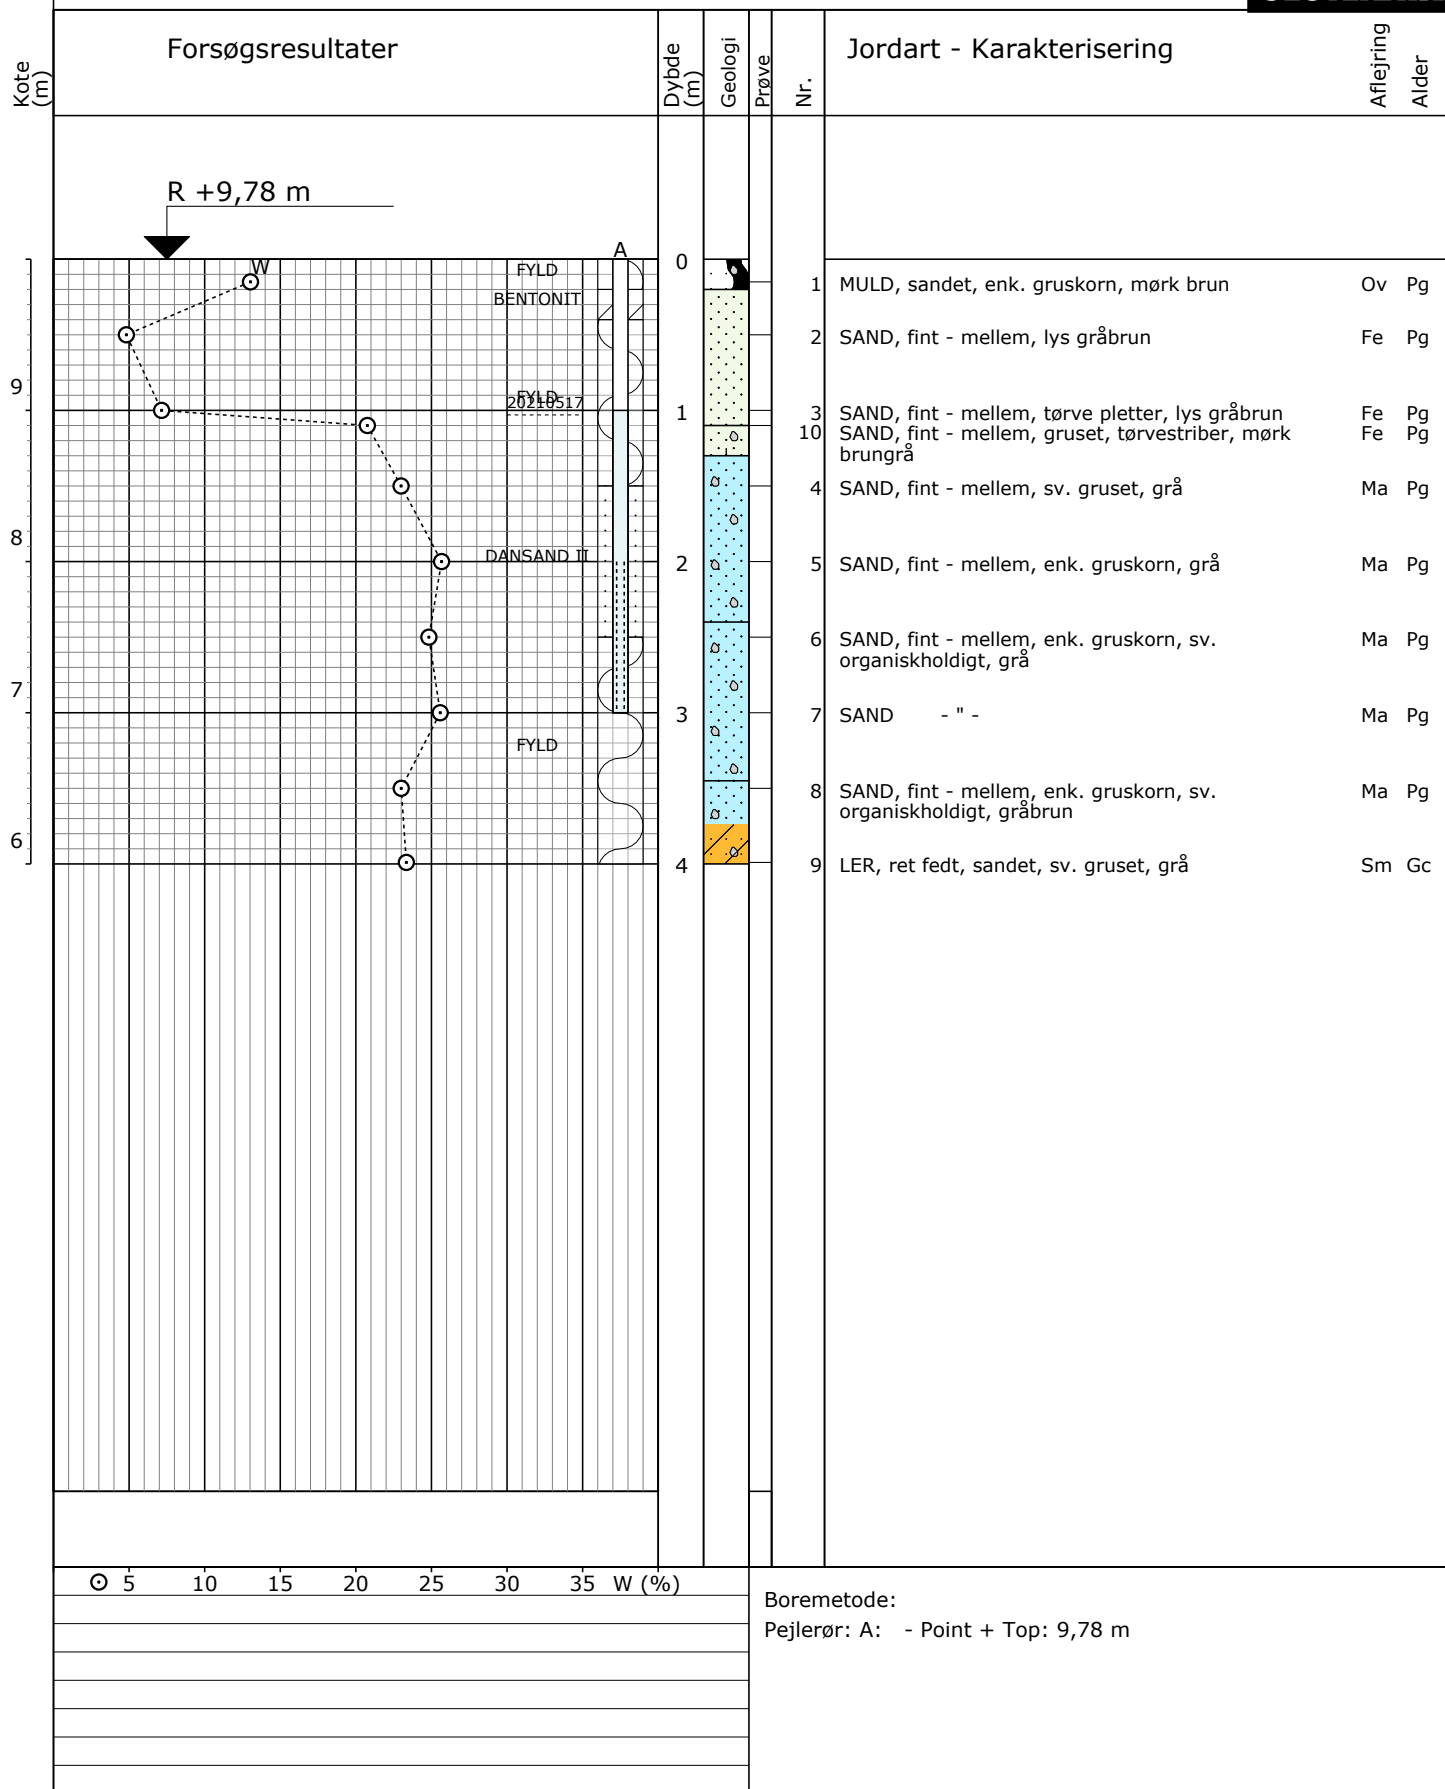 Kote (m)
Forsøgsresultater
Dybde (m)
Geologi
Prøve
Nr.
Jordart - Karakterisering
Aflejring
Alder
R +9,78 m
A
W
FYLD
0
1 MULD, sandet, enk. gruskorn, mørk brun Ov Pg
BENTONIT
2 SAND, fint - mellem, lys gråbrun Fe Pg
9
FYLD
20210517
1
3 SAND, fint - mellem, tørve pletter, lys gråbrun Fe Pg
10 SAND, fint - mellem, gruset, tørvestriber, mørk Fe Pg
brungrå
4 SAND, fint - mellem, sv. gruset, grå Ma Pg
8
DANSAND II
2
5 SAND, fint - mellem, enk. gruskorn, grå Ma Pg
6 SAND, fint - mellem, enk. gruskorn, sv. Ma Pg
organiskholdigt, grå
7
3
7 SAND - " - Ma Pg
FYLD
8 SAND, fint - mellem, enk. gruskorn, sv. Ma Pg
organiskholdigt, gråbrun
6
4
9 LER, ret fedt, sandet, sv. gruset, grå Sm Gc
5 10 15 20 25 30 35 W (%)
Boremetode:
Pejlerør: A: - Point + Top: 9,78 m